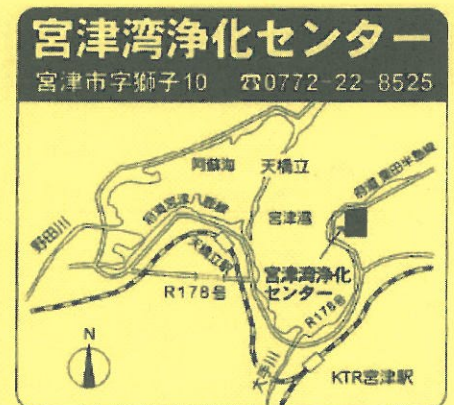 宮津湾浄化センター
宮津市字獅子10 ☎0772-22-8525
阿蘇海
天橋立
府道 栗田半島線
宮津湾
府道宮津八鹿線
野田川
天橋立駅
宮津湾浄化
センター
R178号
R178号
大手川
KTR宮津駅
N